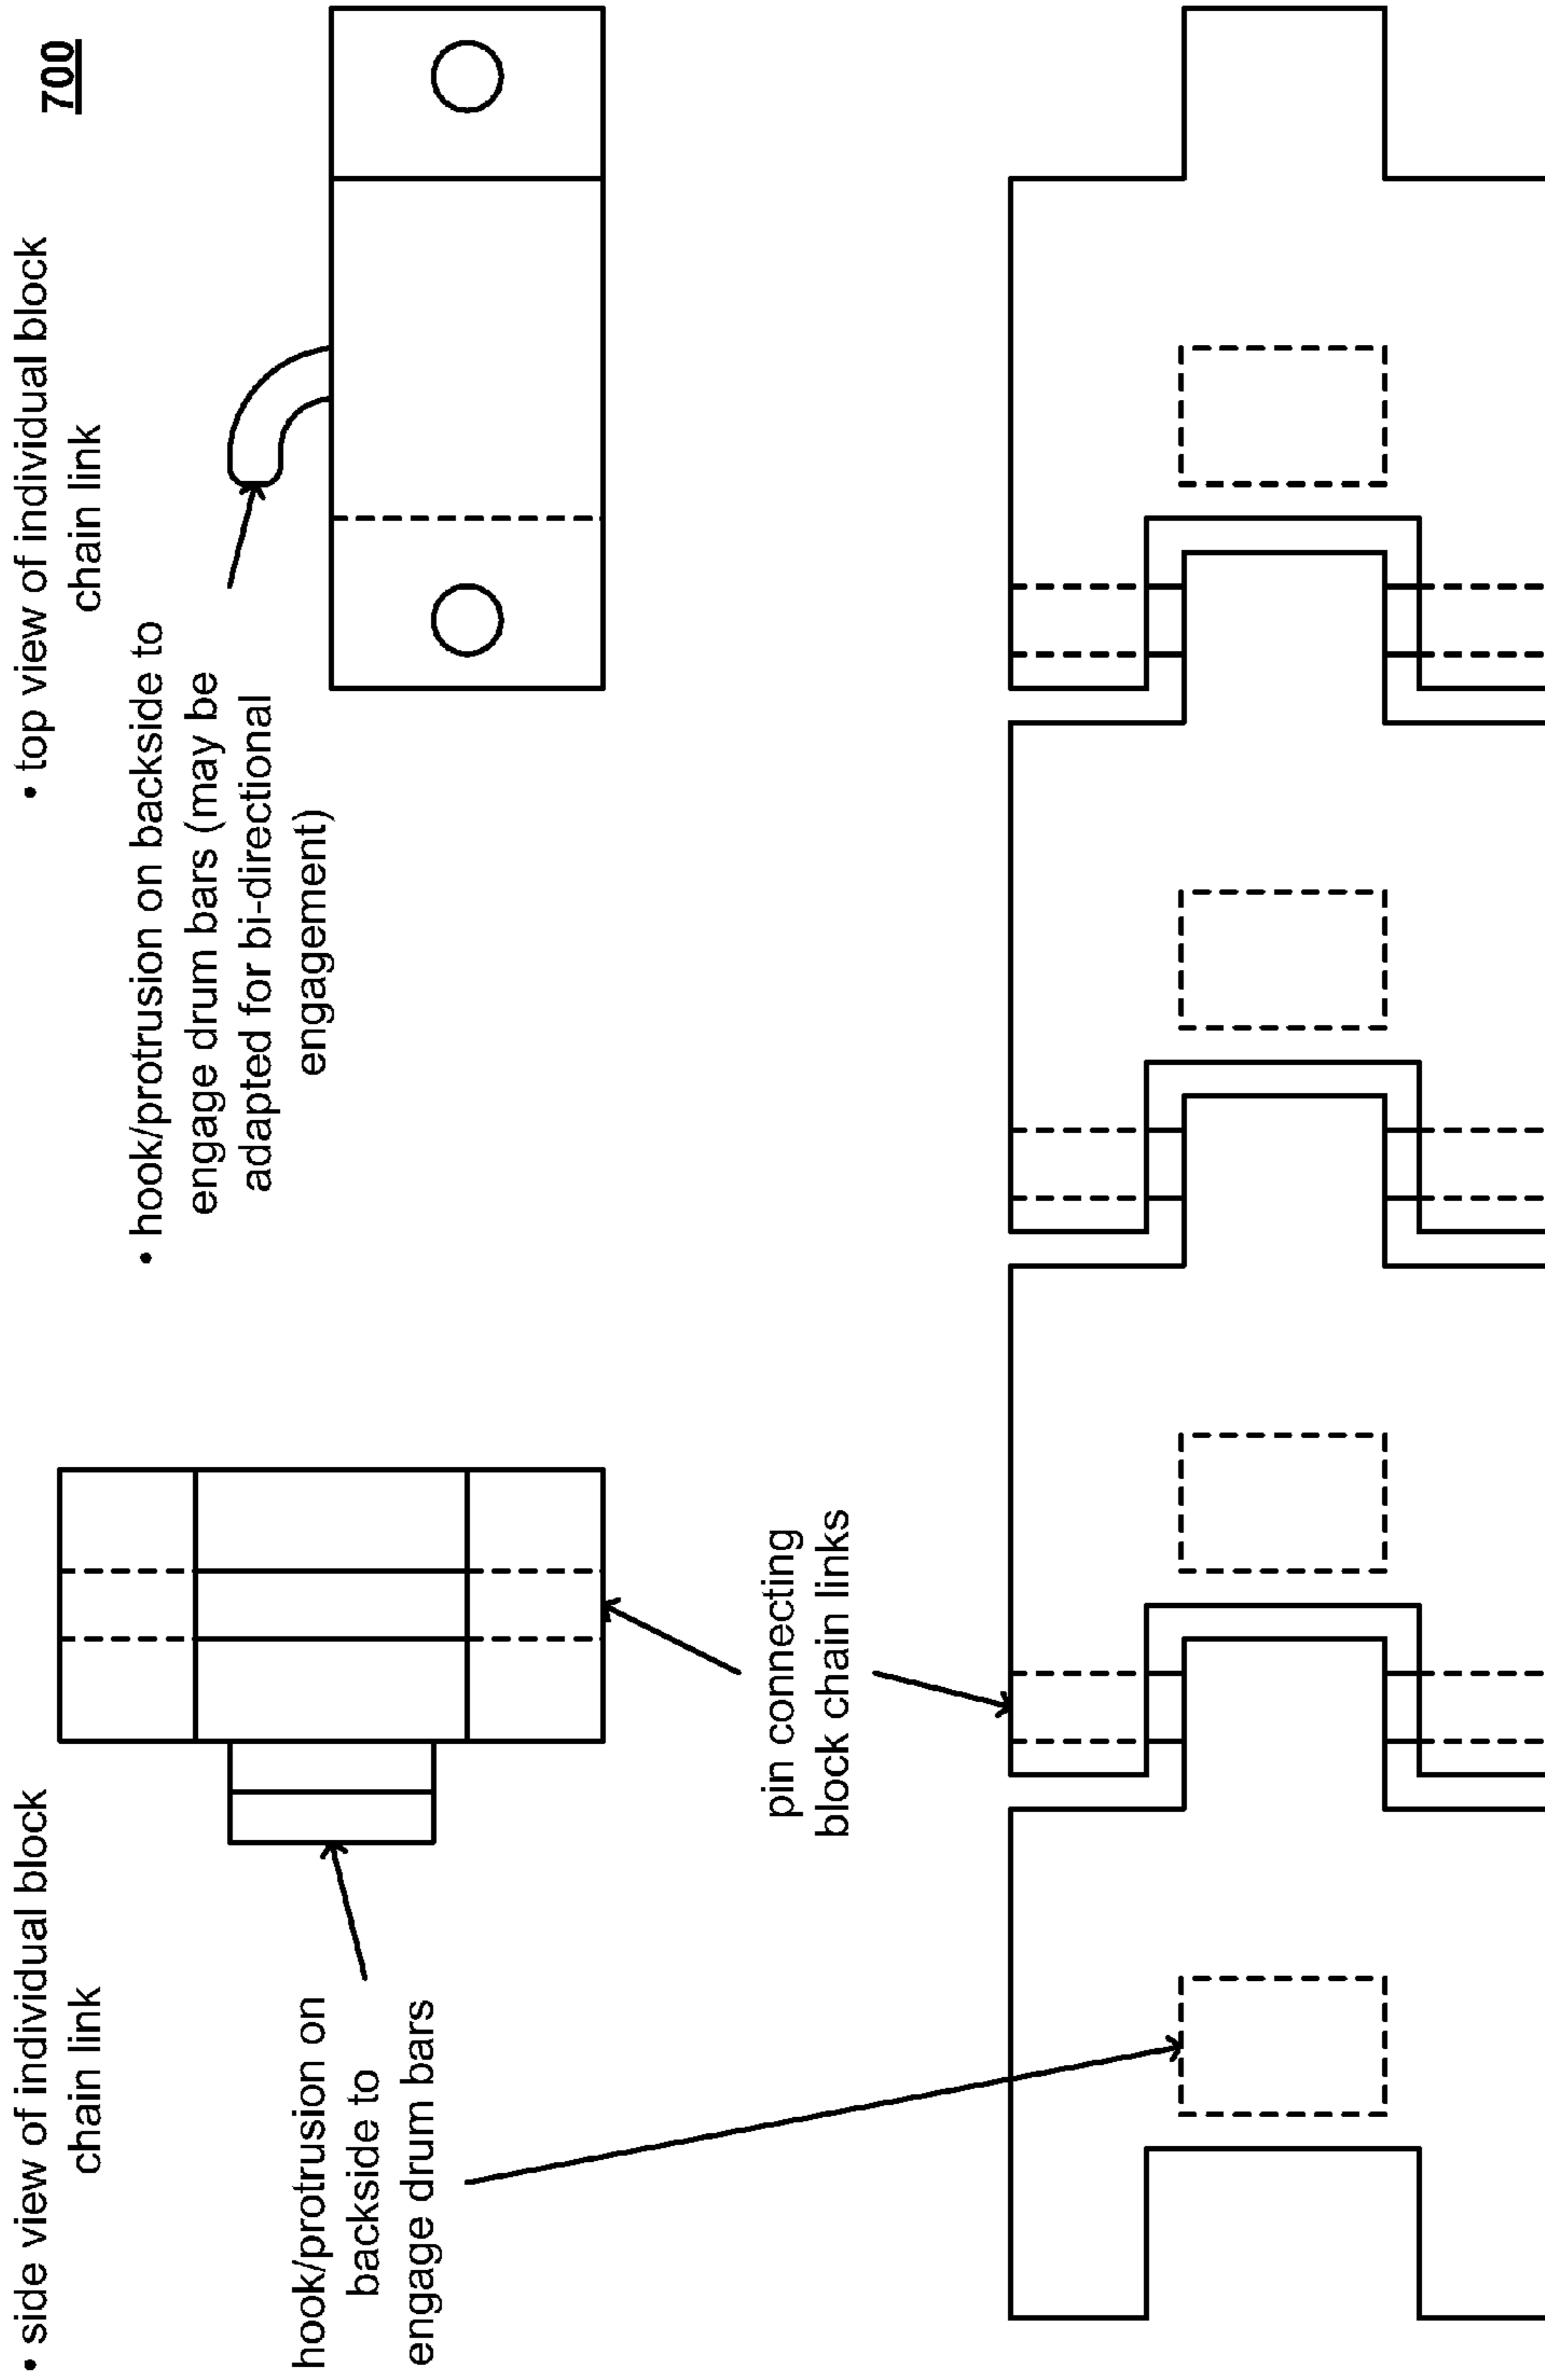 • side view of individual block
chain link
hook/protrusion on
backside to
engage drum bars
pin connecting
block chain links
• top view of individual block
chain link
700
• hook/protrusion on backside to
engage drum bars (may be
adapted for bi-directional
engagement)